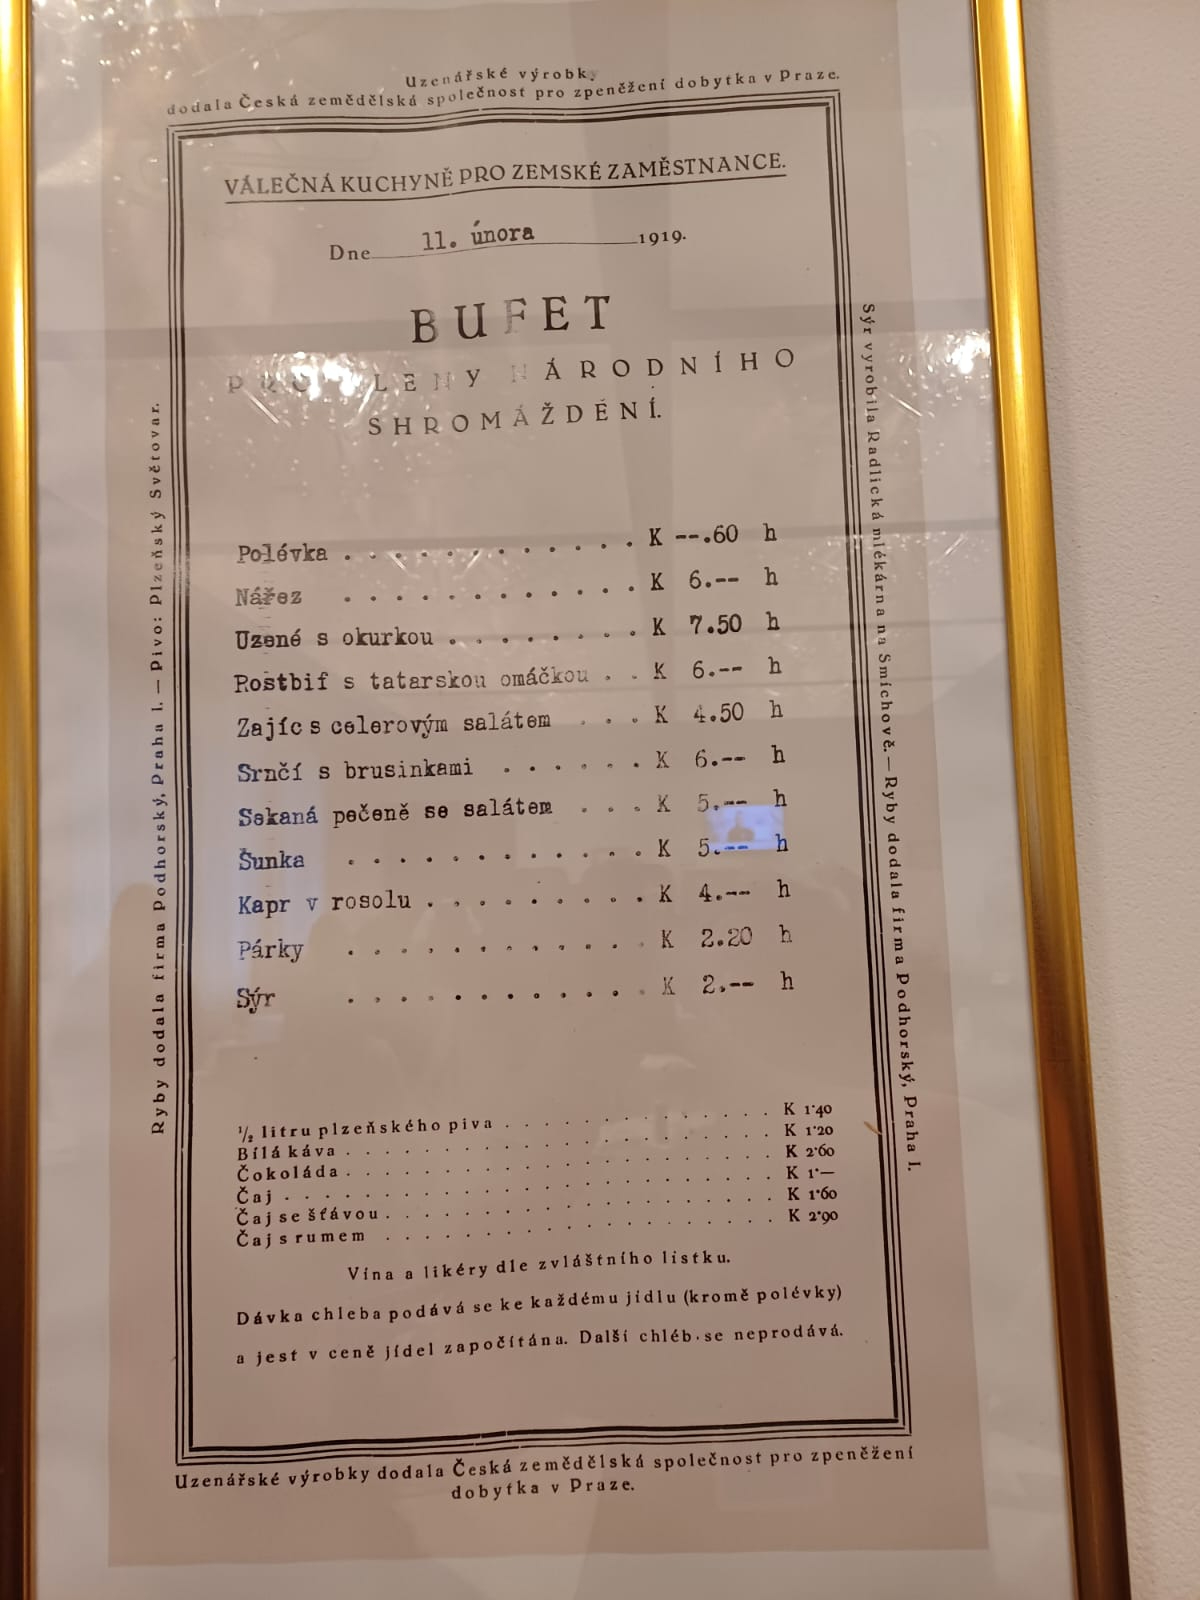 Uzenářské výrobky
dodala Česká zemědělská společnost pro zpeněžení dobytka v Praze.
VÁLEČNÁ KUCHYNĚ PRO ZEMSKÉ ZAMĚSTNANCE.
Dne 11. února 1919.
BUFET
PRO ČLENY NÁRODNÍHO
SHROMÁŽDĚNÍ.
Polévka . . . . . . . . . . . . K --.60 h
Nářez . . . . . . . . . . . . K 6.-- h
Uzené s okurkou . . . . . . . . K 7.50 h
Rostbif s tatarskou omáčkou . . K 6.-- h
Zajíc s celerovým salátem . . . K 4.50 h
Srnčí s brusinkami . . . . . . K 6.-- h
Sekaná pečeně se salátem . . . K 5.-- h
Šunka . . . . . . . . . . . . K 5.-- h
Kapr v rosolu . . . . . . . . . K 4.-- h
Párky . . . . . . . . . . . . K 2.20 h
Sýr . . . . . . . . . . . . K 2.-- h
½ litru plzeňského piva . . . . . . . . . . K 1·40
Bílá káva . . . . . . . . . . . . . . . K 1·20
Čokoláda . . . . . . . . . . . . . . . K 2·60
Čaj . . . . . . . . . . . . . . . . . K 1·—
Čaj se šťávou . . . . . . . . . . . . . K 1·60
Čaj s rumem . . . . . . . . . . . . . . K 2·90
Vína a likéry dle zvláštního lístku.
Dávka chleba podává se ke každému jídlu (kromě polévky)
a jest v ceně jídel započítána. Další chléb se neprodává.
Uzenářské výrobky dodala Česká zemědělská společnost pro zpeněžení
dobytka v Praze.
Ryby dodala firma Podhorský, Praha I. — Pivo: Plzeňský Světovar.
Sýr vyrobila Radlická mlékárna na Smíchově. — Ryby dodala firma Podhorský, Praha I.